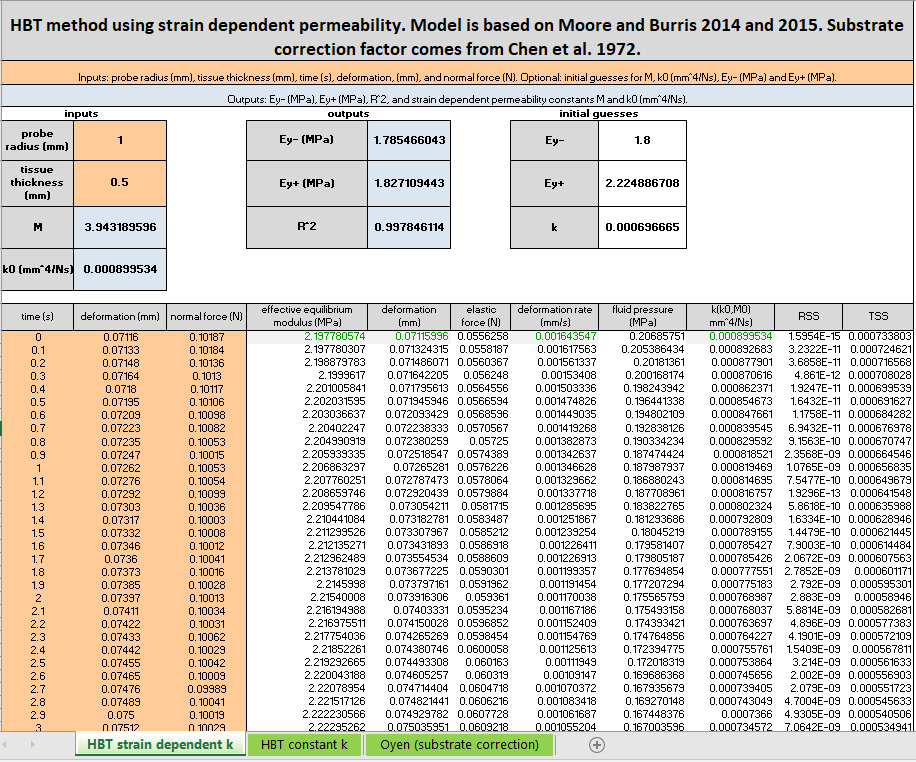 HBT method using strain dependent permeability. Model is based on Moore and Burris 2014 and 2015. Substrate
correction factor comes from Chen et al. 1972.
Inputs: probe radius (mm), tissue thickness (mm), time (s), deformation, (mm), and normal force (N). Optional: initial guesses for M, k0 (mm^4/Ns), Ey- (MPa) and Ey+ (MPa).
Outputs: Ey- (MPa), Ey+ (MPa), R^2, and strain dependent permeability constants M and k0 (mm^4/Ns).
inputs outputs initial guesses
probe radius (mm) 1 Ey- (MPa) 1.785466043 Ey- 1.8
tissue thickness (mm) 0.5 Ey+ (MPa) 1.827109443 Ey+ 2.224886708
M 3.943189596 R^2 0.997846114 k 0.000696665
k0 (mm^4/Ns) 0.000899534
time (s) deformation (mm) normal force (N) effective equilibrium modulus (MPa) deformation (mm) elastic force (N) deformation rate (mm/s) fluid pressure (MPa) k(k0,M0) mm^4/Ns) RSS TSS
0 0.07116 0.10187 2.197780574 0.07115996 0.0556258 0.001643547 0.20685751 0.000899534 1.5954E-15 0.000733803
0.1 0.07133 0.10184 2.197780307 0.071324315 0.0558187 0.001617563 0.205386434 0.000892683 3.2322E-11 0.000724621
0.2 0.07148 0.10136 2.198879783 0.071486071 0.0560367 0.001561337 0.20181361 0.000877901 3.6858E-11 0.000716568
0.3 0.07164 0.1013 2.1999617 0.071642205 0.056248 0.00153408 0.200168174 0.000870616 4.861E-12 0.000708028
0.4 0.0718 0.10117 2.201005841 0.071795613 0.0564556 0.001503336 0.198243942 0.000862371 1.9247E-11 0.000699539
0.5 0.07195 0.10106 2.202031595 0.071945946 0.0566594 0.001474826 0.196441338 0.000854673 1.6432E-11 0.000691627
0.6 0.07209 0.10098 2.203036637 0.072093429 0.0568596 0.001449035 0.194802109 0.000847661 1.1758E-11 0.000684282
0.7 0.07223 0.10082 2.20402247 0.072238333 0.0570567 0.001419268 0.192838126 0.000839545 6.9432E-11 0.000676978
0.8 0.07235 0.10053 2.204990919 0.072380259 0.05725 0.001382873 0.190334234 0.000829592 9.1563E-10 0.000670747
0.9 0.07247 0.10015 2.205939335 0.072518547 0.0574389 0.001342637 0.187474424 0.000818521 2.3568E-09 0.000664546
1 0.07262 0.10053 2.206863297 0.07265281 0.0576226 0.001346628 0.187987937 0.000819469 1.0765E-09 0.000656835
1.1 0.07276 0.10054 2.207760251 0.072787473 0.0578064 0.001329662 0.186880243 0.000814695 7.5477E-10 0.000649679
1.2 0.07292 0.10099 2.208659746 0.072920439 0.0579884 0.001337718 0.187708961 0.000816757 1.9296E-13 0.000641548
1.3 0.07303 0.10036 2.209547786 0.073054211 0.0581715 0.001285695 0.183822765 0.000802324 5.8618E-10 0.000635988
1.4 0.07317 0.10003 2.210441084 0.073182781 0.0583487 0.001251867 0.181293686 0.000792809 1.6334E-10 0.000628946
1.5 0.07332 0.10008 2.211299526 0.073307967 0.0585212 0.001239254 0.18045219 0.000789155 1.4479E-10 0.000621445
1.6 0.07346 0.10012 2.212135271 0.073431893 0.0586918 0.001226411 0.179581407 0.000785427 7.9003E-10 0.000614484
1.7 0.0736 0.10041 2.212962489 0.073554534 0.0588609 0.001226913 0.179805187 0.000785426 2.0672E-09 0.000607563
1.8 0.07373 0.10016 2.213781029 0.073677225 0.0590301 0.001199357 0.177694854 0.000777551 2.7852E-09 0.000601171
1.9 0.07385 0.10028 2.2145998 0.073797161 0.0591962 0.001191454 0.177207294 0.000775183 2.792E-09 0.000595301
2 0.07397 0.10013 2.21540008 0.073916306 0.059361 0.001170038 0.175565759 0.000768987 2.883E-09 0.00058946
2.1 0.07411 0.10034 2.216194988 0.07403331 0.0595234 0.001167186 0.175493158 0.000768037 5.8814E-09 0.000582681
2.2 0.07422 0.10031 2.216975511 0.074150028 0.0596852 0.001152409 0.174393421 0.000763697 4.896E-09 0.000577383
2.3 0.07433 0.10062 2.217754036 0.074265269 0.0598454 0.001154769 0.174764856 0.000764227 4.1901E-09 0.000572109
2.4 0.07442 0.10029 2.21852261 0.074380746 0.0600058 0.001125613 0.172394775 0.000755761 1.5409E-09 0.000567811
2.5 0.07455 0.10042 2.219292665 0.074493308 0.060163 0.00111949 0.172018319 0.000753864 3.214E-09 0.000561633
2.6 0.07465 0.10009 2.220043188 0.074605257 0.060319 0.00109147 0.169686368 0.000745656 2.002E-09 0.000556903
2.7 0.07476 0.09989 2.22078954 0.074714404 0.0604718 0.001070372 0.167935679 0.000739405 2.079E-09 0.000551723
2.8 0.07489 0.10041 2.221517126 0.074821441 0.0606216 0.001083418 0.169270148 0.000743049 4.7004E-09 0.000545633
2.9 0.075 0.10019 2.222230566 0.074929782 0.0607728 0.001061687 0.167448376 0.0007366 4.9305E-09 0.000540506
3 0.07512 0.10029 2.22295262 0.075035951 0.0609218 0.001055204 0.167003596 0.000734572 7.0642E-09 0.000534941
HBT strain dependent k HBT constant k Oyen (substrate correction)